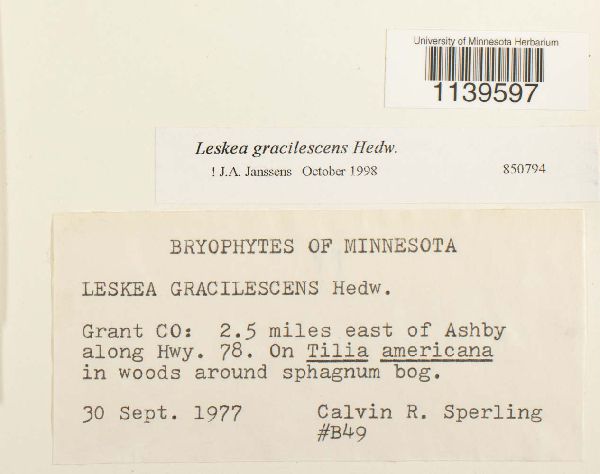 University of Minnesota Herbarium
1139597
Leskea gracilescens Hedw.
! J.A. Janssens October 1998 850794
BRYOPHYTES OF MINNESOTA
LESKEA GRACILESCENS Hedw.
Grant CO: 2.5 miles east of Ashby
along Hwy. 78. On Tilia americana
in woods around sphagnum bog.
30 Sept. 1977 Calvin R. Sperling
#B49